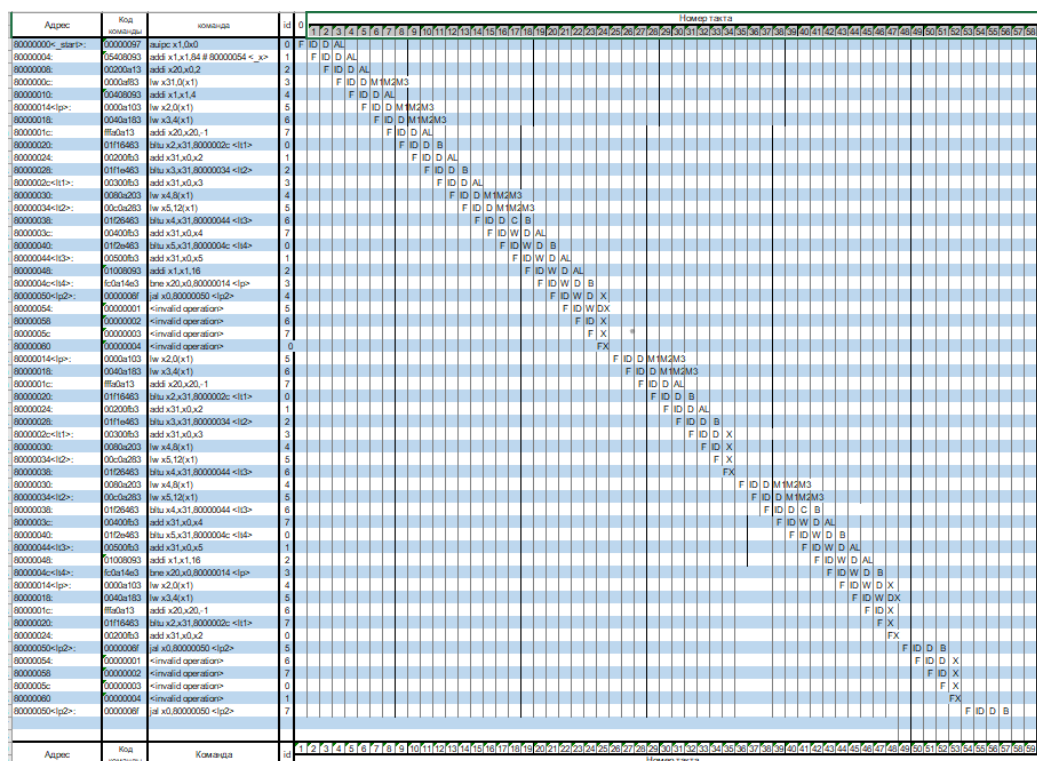 Адрес Код команды команда id 0 Номер такта
1 2 3 4 5 6 7 8 9 10 11 12 13 14 15 16 17 18 19 20 21 22 23 24 25 26 27 28 29 30 31 32 33 34 35 36 37 38 39 40 41 42 43 44 45 46 47 48 49 50 51 52 53 54 55 56 57 58
80000000<_start>: 00000097 auipc x1,0x0 0 F ID D AL
80000004: 05408093 addi x1,x1,84 # 80000054 <_x> 1 F ID D AL
80000008: 00200a13 addi x20,x0,2 2 F ID D AL
8000000c: 0000af83 lw x31,0(x1) 3 F ID D M1 M2 M3
80000010: 00408093 addi x1,x1,4 4 F ID D AL
80000014<lp>: 0000a103 lw x2,0(x1) 5 F ID D M1 M2 M3
80000018: 0040a183 lw x3,4(x1) 6 F ID D M1 M2 M3
8000001c: fffa0a13 addi x20,x20,-1 7 F ID D AL
80000020: 01f16463 bltu x2,x31,8000002c <lt1> 0 F ID D B
80000024: 00200fb3 add x31,x0,x2 1 F ID D AL
80000028: 01f1e463 bltu x3,x31,80000034 <lt2> 2 F ID D B
8000002c<lt1>: 00300fb3 add x31,x0,x3 3 F ID D AL
80000030: 0080a203 lw x4,8(x1) 4 F ID D M1 M2 M3
80000034<lt2>: 00c0a283 lw x5,12(x1) 5 F ID D M1 M2 M3
80000038: 01f26463 bltu x4,x31,80000044 <lt3> 6 F ID D C B
8000003c: 00400fb3 add x31,x0,x4 7 F ID W D AL
80000040: 01f2e463 bltu x5,x31,8000004c <lt4> 0 F ID W D B
80000044<lt3>: 00500fb3 add x31,x0,x5 1 F ID W D AL
80000048: 01008093 addi x1,x1,16 2 F ID W D AL
8000004c<lt4>: fc0a14e3 bne x20,x0,80000014 <lp> 3 F ID W D B
80000050<lp2>: 0000006f jal x0,80000050 <lp2> 4 F ID W D X
80000054: 00000001 <invalid operation> 5 F ID W DX
80000058 00000002 <invalid operation> 6 F ID X
8000005c 00000003 <invalid operation> 7 F X
80000060 00000004 <invalid operation> 0 FX
80000014<lp>: 0000a103 lw x2,0(x1) 5 F ID D M1 M2 M3
80000018: 0040a183 lw x3,4(x1) 6 F ID D M1 M2 M3
8000001c: fffa0a13 addi x20,x20,-1 7 F ID D AL
80000020: 01f16463 bltu x2,x31,8000002c <lt1> 0 F ID D B
80000024: 00200fb3 add x31,x0,x2 1 F ID D AL
80000028: 01f1e463 bltu x3,x31,80000034 <lt2> 2 F ID D B
8000002c<lt1>: 00300fb3 add x31,x0,x3 3 F ID D X
80000030: 0080a203 lw x4,8(x1) 4 F ID X
80000034<lt2>: 00c0a283 lw x5,12(x1) 5 F X
80000038: 01f26463 bltu x4,x31,80000044 <lt3> 6 FX
80000030: 0080a203 lw x4,8(x1) 4 F ID D M1 M2 M3
80000034<lt2>: 00c0a283 lw x5,12(x1) 5 F ID D M1 M2 M3
80000038: 01f26463 bltu x4,x31,80000044 <lt3> 6 F ID D C B
8000003c: 00400fb3 add x31,x0,x4 7 F ID W D AL
80000040: 01f2e463 bltu x5,x31,8000004c <lt4> 0 F ID W D B
80000044<lt3>: 00500fb3 add x31,x0,x5 1 F ID W D AL
80000048: 01008093 addi x1,x1,16 2 F ID W D AL
8000004c<lt4>: fc0a14e3 bne x20,x0,80000014 <lp> 3 F ID W D B
80000014<lp>: 0000a103 lw x2,0(x1) 4 F ID W D X
80000018: 0040a183 lw x3,4(x1) 5 F ID W DX
8000001c: fffa0a13 addi x20,x20,-1 6 F ID X
80000020: 01f16463 bltu x2,x31,8000002c <lt1> 7 F X
80000024: 00200fb3 add x31,x0,x2 0 FX
80000050<lp2>: 0000006f jal x0,80000050 <lp2> 5 F ID D B
80000054: 00000001 <invalid operation> 6 F ID D X
80000058 00000002 <invalid operation> 7 F ID X
8000005c 00000003 <invalid operation> 0 F X
80000060 00000004 <invalid operation> 1 FX
80000050<lp2>: 0000006f jal x0,80000050 <lp2> 7 F ID D B
1 2 3 4 5 6 7 8 9 10 11 12 13 14 15 16 17 18 19 20 21 22 23 24 25 26 27 28 29 30 31 32 33 34 35 36 37 38 39 40 41 42 43 44 45 46 47 48 49 50 51 52 53 54 55 56 57 58 59
Адрес Код команды Команда id Номер такта